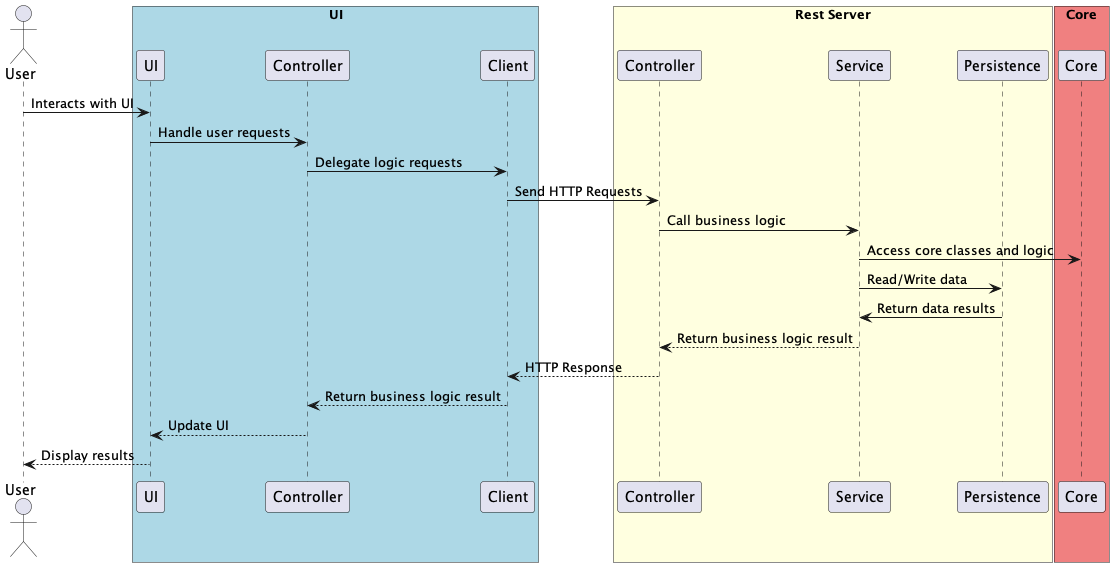 UI
Rest Server
Core
User
UI
Controller
Client
Controller
Service
Persistence
Core
Interacts with UI
Handle user requests
Delegate logic requests
Send HTTP Requests
Call business logic
Access core classes and logic
Read/Write data
Return data results
Return business logic result
HTTP Response
Return business logic result
Update UI
Display results
User
UI
Controller
Client
Controller
Service
Persistence
Core